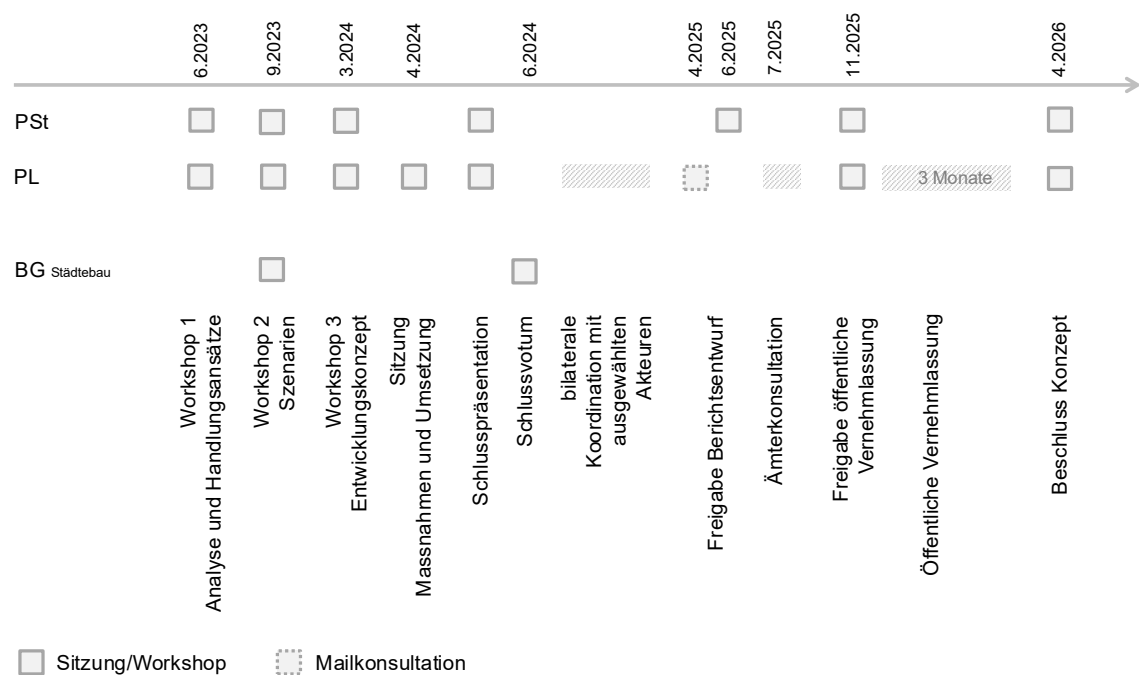 6.2023
9.2023
3.2024
4.2024
6.2024
4.2025
6.2025
7.2025
11.2025
4.2026
PSt
PL
3 Monate
BG Städtebau
Workshop 1
Analyse und Handlungsansätze
Workshop 2
Szenarien
Workshop 3
Entwicklungskonzept
Sitzung
Massnahmen und Umsetzung
Schlusspräsentation
Schlussvotum
bilaterale
Koordination mit
ausgewählten
Akteuren
Freigabe Berichtsentwurf
Ämterkonsultation
Freigabe öffentliche
Vernehmlassung
Öffentliche Vernehmlassung
Beschluss Konzept
Sitzung/Workshop
Mailkonsultation